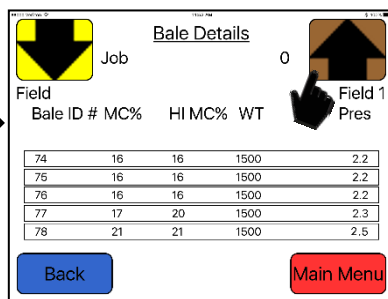 Bale Details
Job 0
Field Field 1
Bale ID # MC% HI MC% WT Pres
74 16 16 1500 2.2
75 16 16 1500 2.2
76 16 16 1500 2.2
77 17 20 1500 2.3
78 21 21 1500 2.5
Back Main Menu